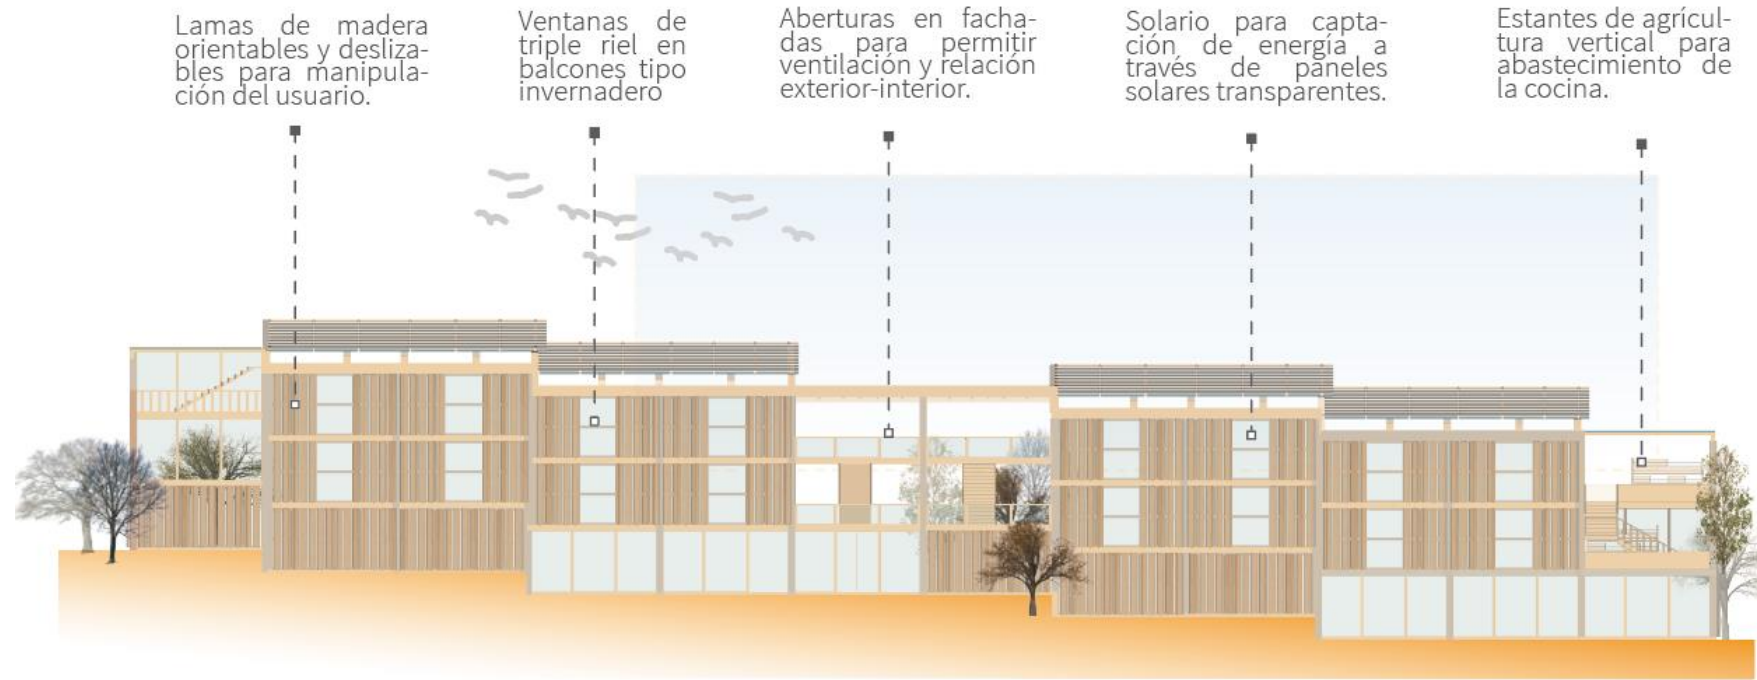 Lamas de madera
orientables y desliza-
bles para manipula-
ción del usuario.
Ventanas de
triple riel en
balcones tipo
invernadero
Aberturas en facha-
das para permitir
ventilación y relación
exterior-interior.
Solario para capta-
ción de energía a
través de paneles
solares transparentes.
Estantes de agrícul-
tura vertical para
abastecimiento de
la cocina.